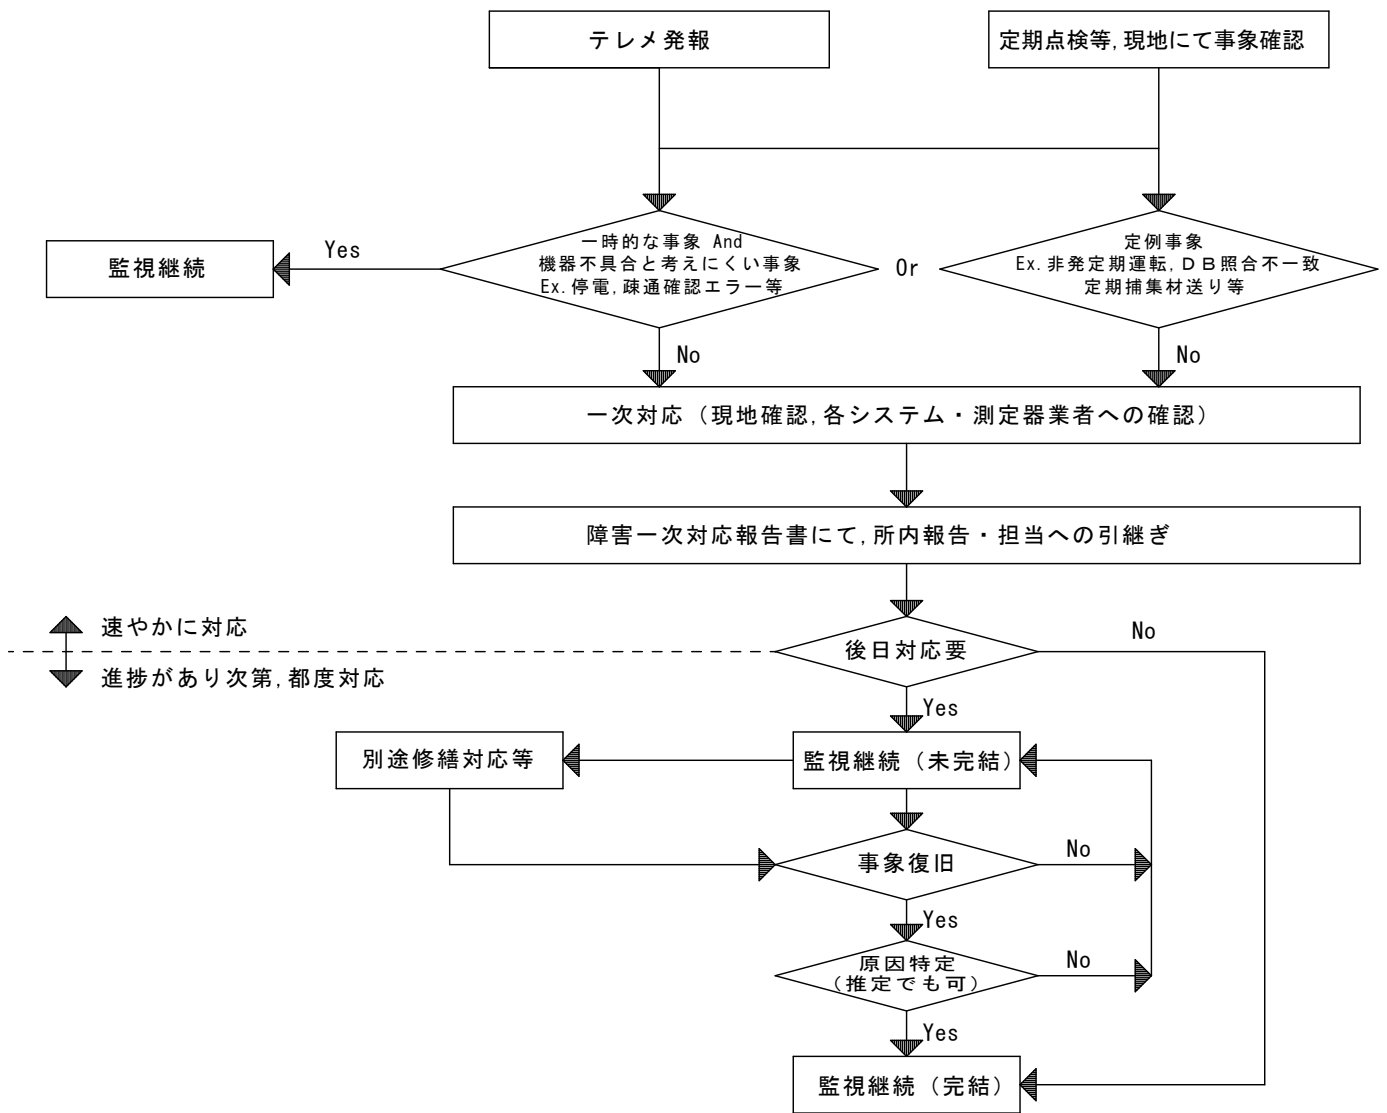 テレメ発報
定期点検等,現地にて事象確認
一時的な事象 And
機器不具合と考えにくい事象
Ex.停電,疎通確認エラー等
Yes
監視継続
Or
定例事象
Ex.非発定期運転,ＤＢ照合不一致
定期捕集材送り等
No
No
一次対応（現地確認,各システム・測定器業者への確認）
障害一次対応報告書にて,所内報告・担当への引継ぎ
速やかに対応
進捗があり次第,都度対応
後日対応要
No
Yes
別途修繕対応等
監視継続（未完結）
事象復旧
No
Yes
原因特定
（推定でも可）
No
Yes
監視継続（完結）